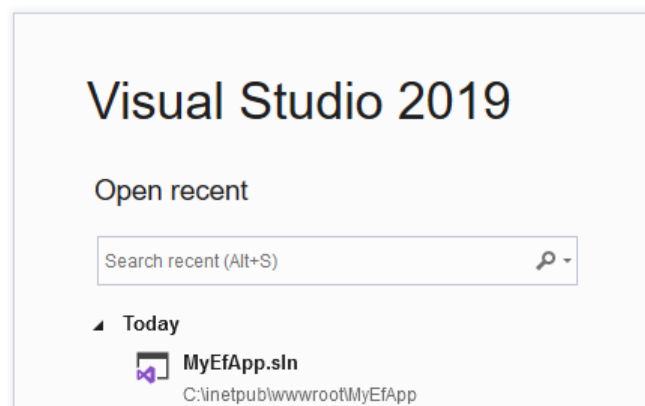 Visual Studio 2019
Open recent
Search recent (Alt+S)
Today
MyEfApp.sln
C:\inetpub\wwwroot\MyEfApp